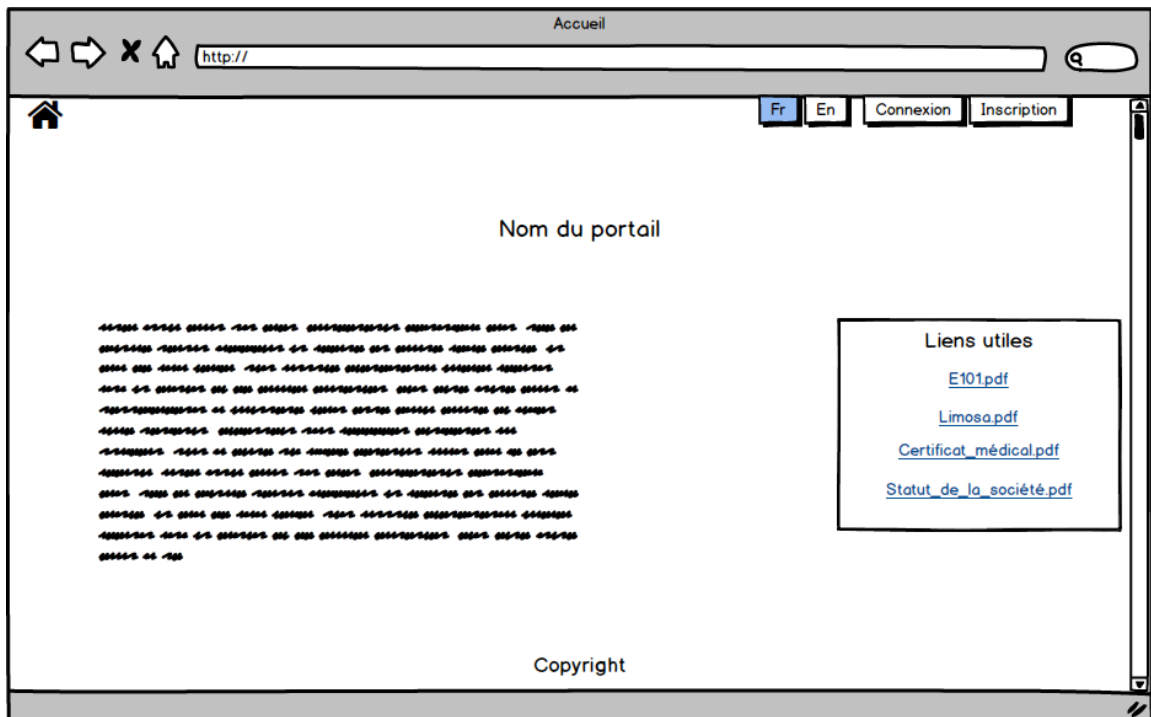 Accueil
http://
Fr En Connexion Inscription
Nom du portail
Liens utiles
E101.pdf
Limosa.pdf
Certificat_médical.pdf
Statut_de_la_société.pdf
Copyright